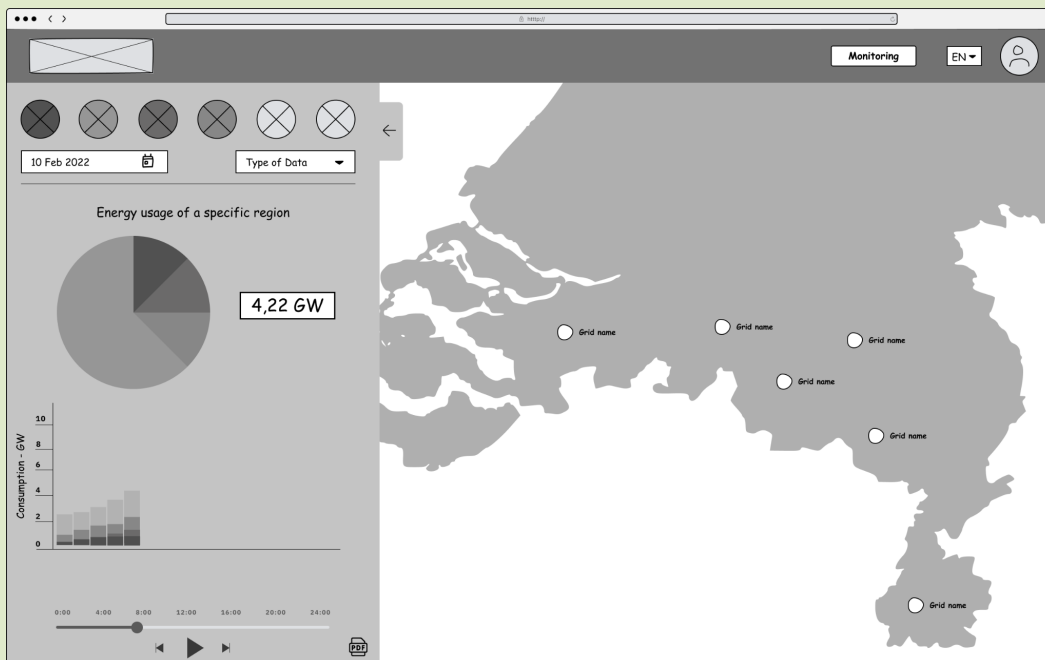 http://
Monitoring
EN
10 Feb 2022
Type of Data
Energy usage of a specific region
4,22 GW
Consumption - GW
10
8
6
4
2
0
0:00 4:00 8:00 12:00 16:00 20:00 24:00
PDF
Grid name
Grid name
Grid name
Grid name
Grid name
Grid name